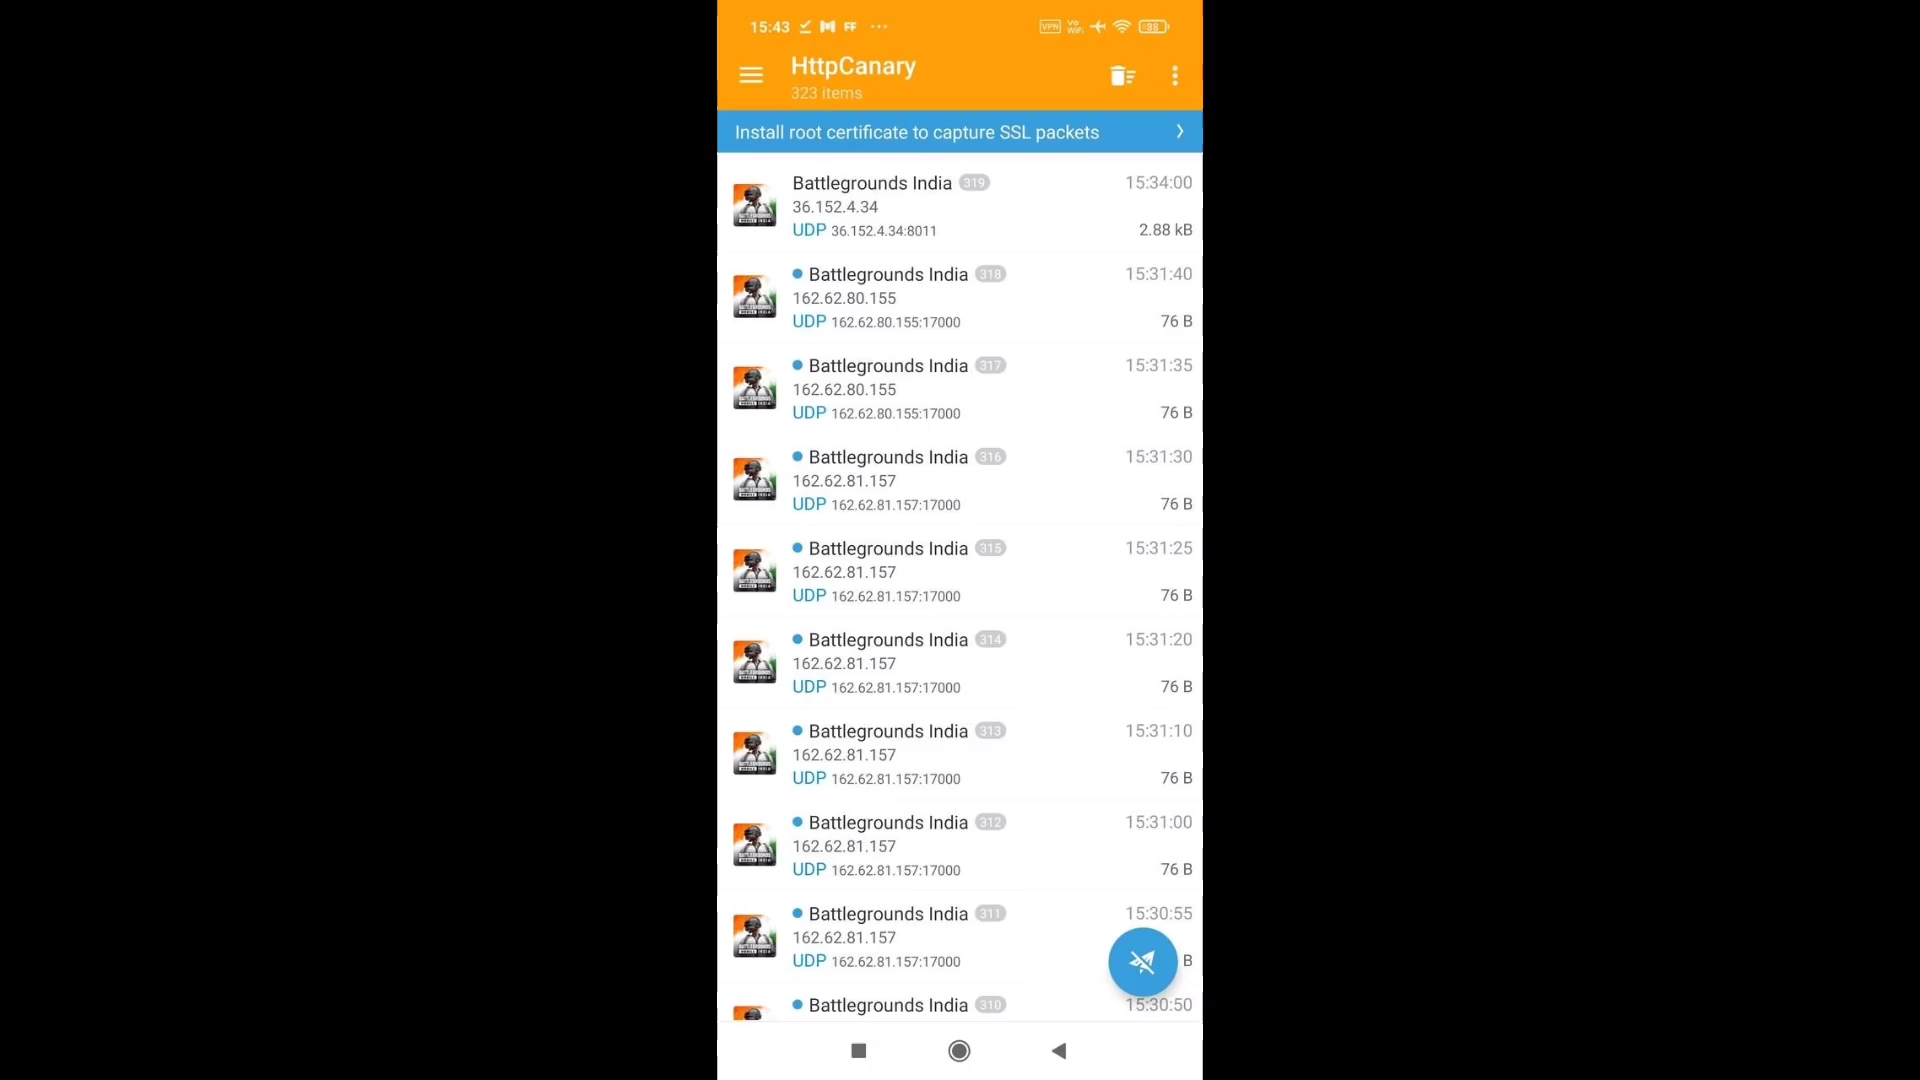 15:43 FF ... VPN Vo WiFi 38
HttpCanary
323 items
Install root certificate to capture SSL packets
Battlegrounds India 319 15:34:00
36.152.4.34
UDP 36.152.4.34:8011 2.88 kB
Battlegrounds India 318 15:31:40
162.62.80.155
UDP 162.62.80.155:17000 76 B
Battlegrounds India 317 15:31:35
162.62.80.155
UDP 162.62.80.155:17000 76 B
Battlegrounds India 316 15:31:30
162.62.81.157
UDP 162.62.81.157:17000 76 B
Battlegrounds India 315 15:31:25
162.62.81.157
UDP 162.62.81.157:17000 76 B
Battlegrounds India 314 15:31:20
162.62.81.157
UDP 162.62.81.157:17000 76 B
Battlegrounds India 313 15:31:10
162.62.81.157
UDP 162.62.81.157:17000 76 B
Battlegrounds India 312 15:31:00
162.62.81.157
UDP 162.62.81.157:17000 76 B
Battlegrounds India 311 15:30:55
162.62.81.157
UDP 162.62.81.157:17000 B
Battlegrounds India 310 15:30:50